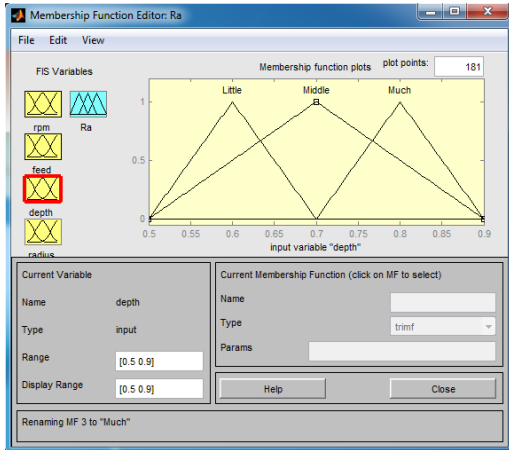 Membership Function Editor: Ra
File Edit View
FIS Variables
Membership function plots plot points: 181
rpm Ra
feed
depth
radius
Little Middle Much
1
0.5
0
0.5 0.55 0.6 0.65 0.7 0.75 0.8 0.85 0.9
input variable "depth"
Current Variable
Name depth
Type input
Range [0.5 0.9]
Display Range [0.5 0.9]
Current Membership Function (click on MF to select)
Name
Type trimf
Params
Help Close
Renaming MF 3 to "Much"